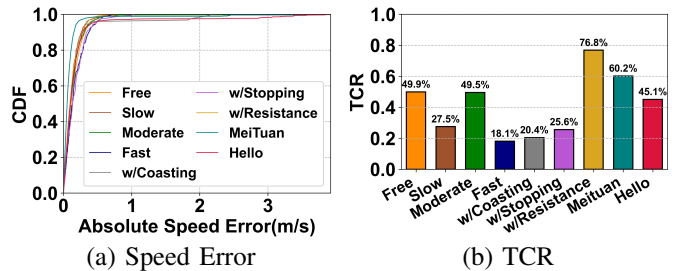 1.0
0.8
0.6
0.4
0.2
0.0
CDF
Free
Slow
Moderate
Fast
w/Coasting
w/Stopping
w/Resistance
MeiTuan
Hello
0
1
2
3
Absolute Speed Error(m/s)
(a) Speed Error
1.0
0.8
0.6
0.4
0.2
0.0
TCR
49.9%
27.5%
49.5%
18.1%
20.4%
25.6%
76.8%
60.2%
45.1%
Free
Slow
Moderate
Fast
w/Coasting
w/Stopping
w/Resistance
Meituan
Hello
(b) TCR